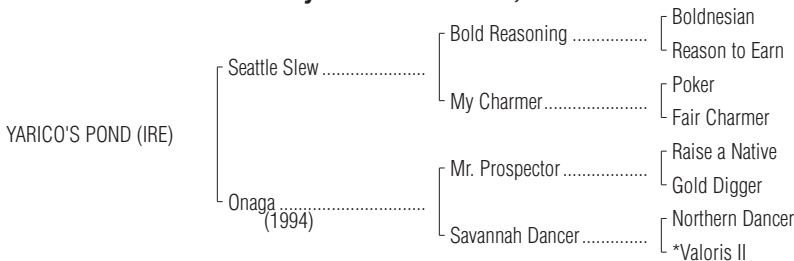 Boldnesian
Bold Reasoning ...............
Reason to Earn
Seattle Slew ......................
Poker
My Charmer......................
Fair Charmer
YARICO'S POND (IRE)
Raise a Native
Mr. Prospector ..................
Gold Digger
Onaga ...............................
(1994)
Northern Dancer
Savannah Dancer..............
*Valoris II